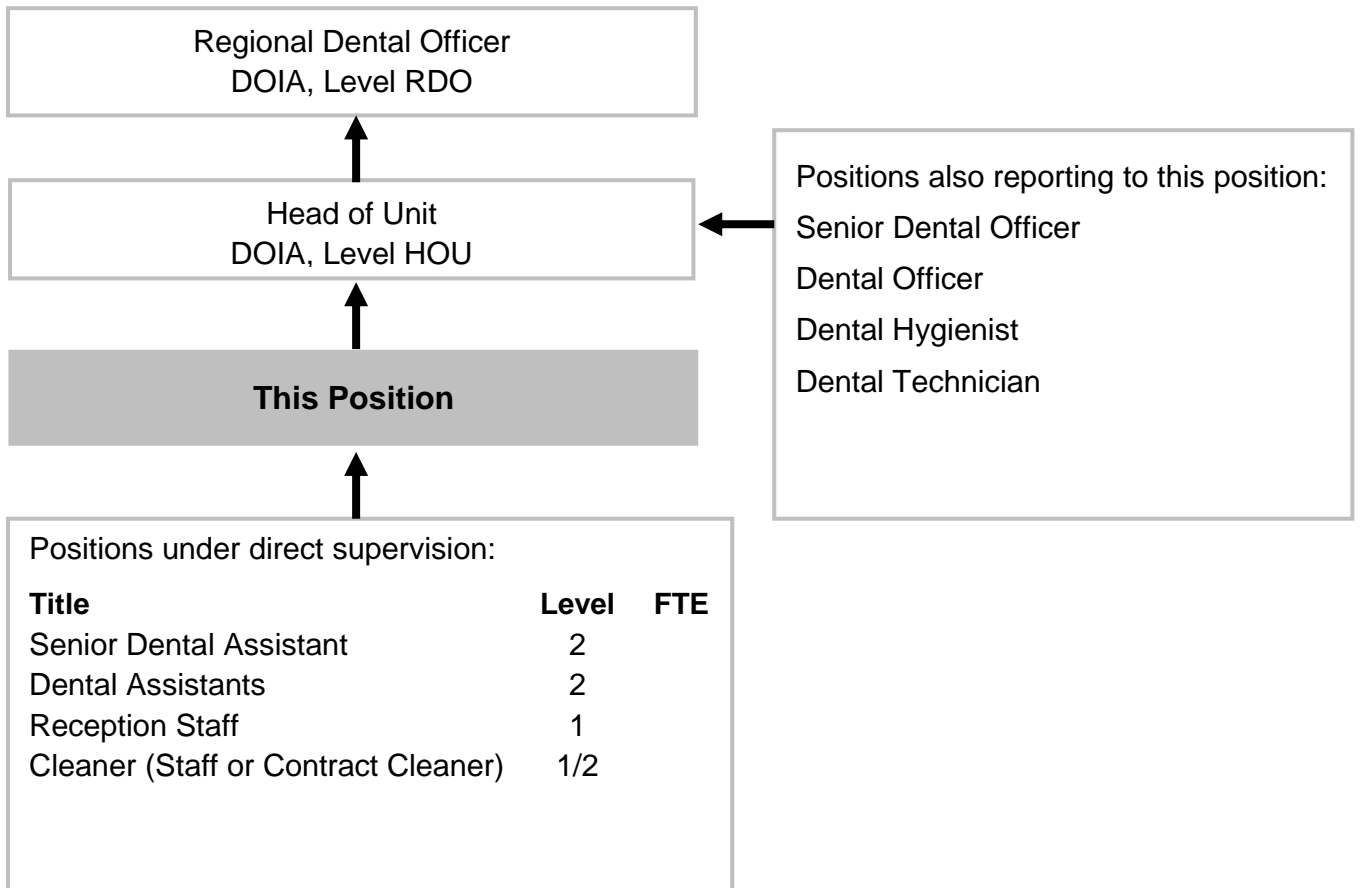 Regional Dental Officer
DOIA, Level RDO
Head of Unit
DOIA, Level HOU
This Position
Positions also reporting to this position:
Senior Dental Officer
Dental Officer
Dental Hygienist
Dental Technician
Positions under direct supervision:
Title Level FTE
Senior Dental Assistant 2
Dental Assistants 2
Reception Staff 1
Cleaner (Staff or Contract Cleaner) 1/2